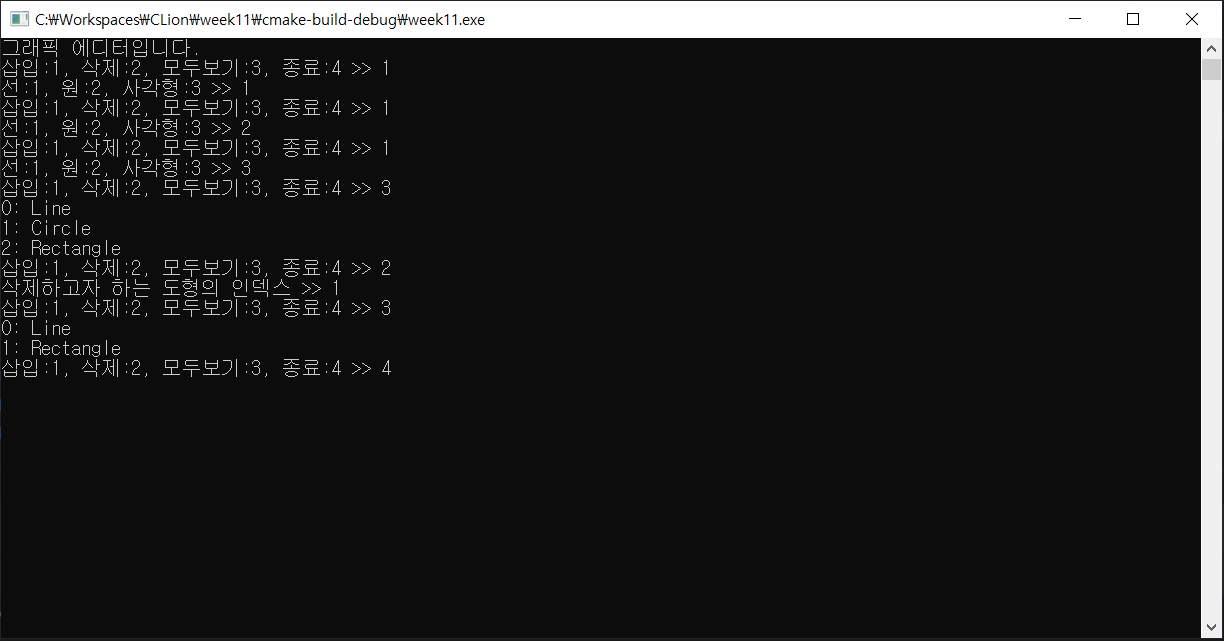 C:₩Workspaces₩CLion₩week11₩cmake-build-debug₩week11.exe
그래픽 에디터입니다.
삽입:1, 삭제:2, 모두보기:3, 종료:4 >> 1
선:1, 원:2, 사각형:3 >> 1
삽입:1, 삭제:2, 모두보기:3, 종료:4 >> 1
선:1, 원:2, 사각형:3 >> 2
삽입:1, 삭제:2, 모두보기:3, 종료:4 >> 1
선:1, 원:2, 사각형:3 >> 3
삽입:1, 삭제:2, 모두보기:3, 종료:4 >> 3
0: Line
1: Circle
2: Rectangle
삽입:1, 삭제:2, 모두보기:3, 종료:4 >> 2
삭제하고자 하는 도형의 인덱스 >> 1
삽입:1, 삭제:2, 모두보기:3, 종료:4 >> 3
0: Line
1: Rectangle
삽입:1, 삭제:2, 모두보기:3, 종료:4 >> 4